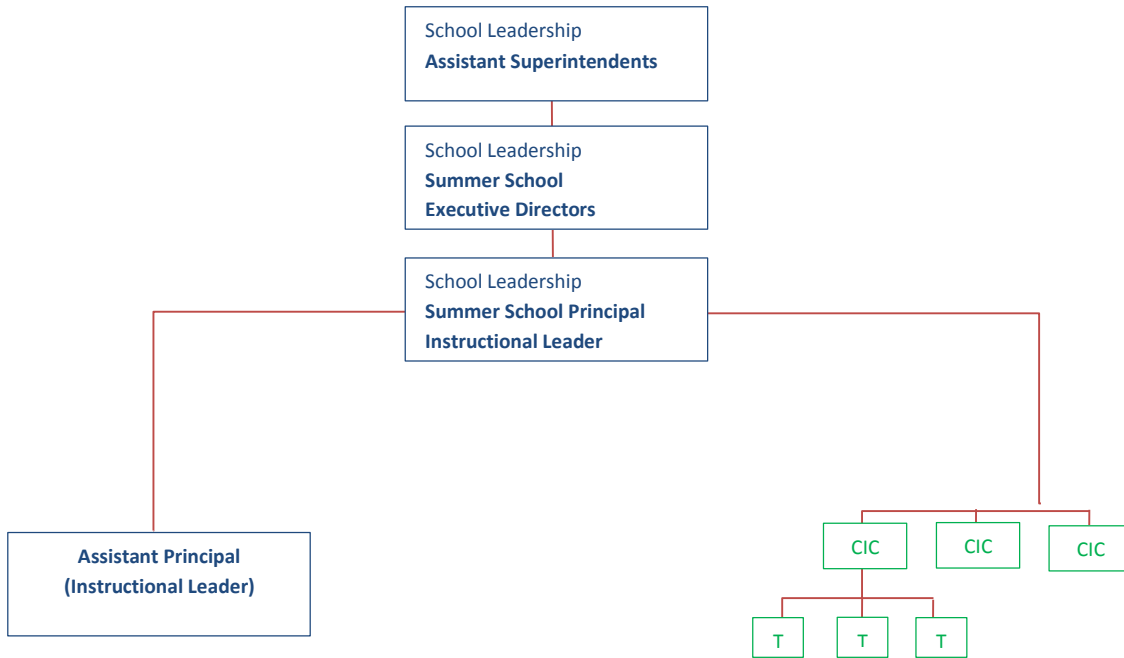 School Leadership
Assistant Superintendents
School Leadership
Summer School
Executive Directors
School Leadership
Summer School Principal
Instructional Leader
Assistant Principal
(Instructional Leader)
CIC
CIC
CIC
T
T
T